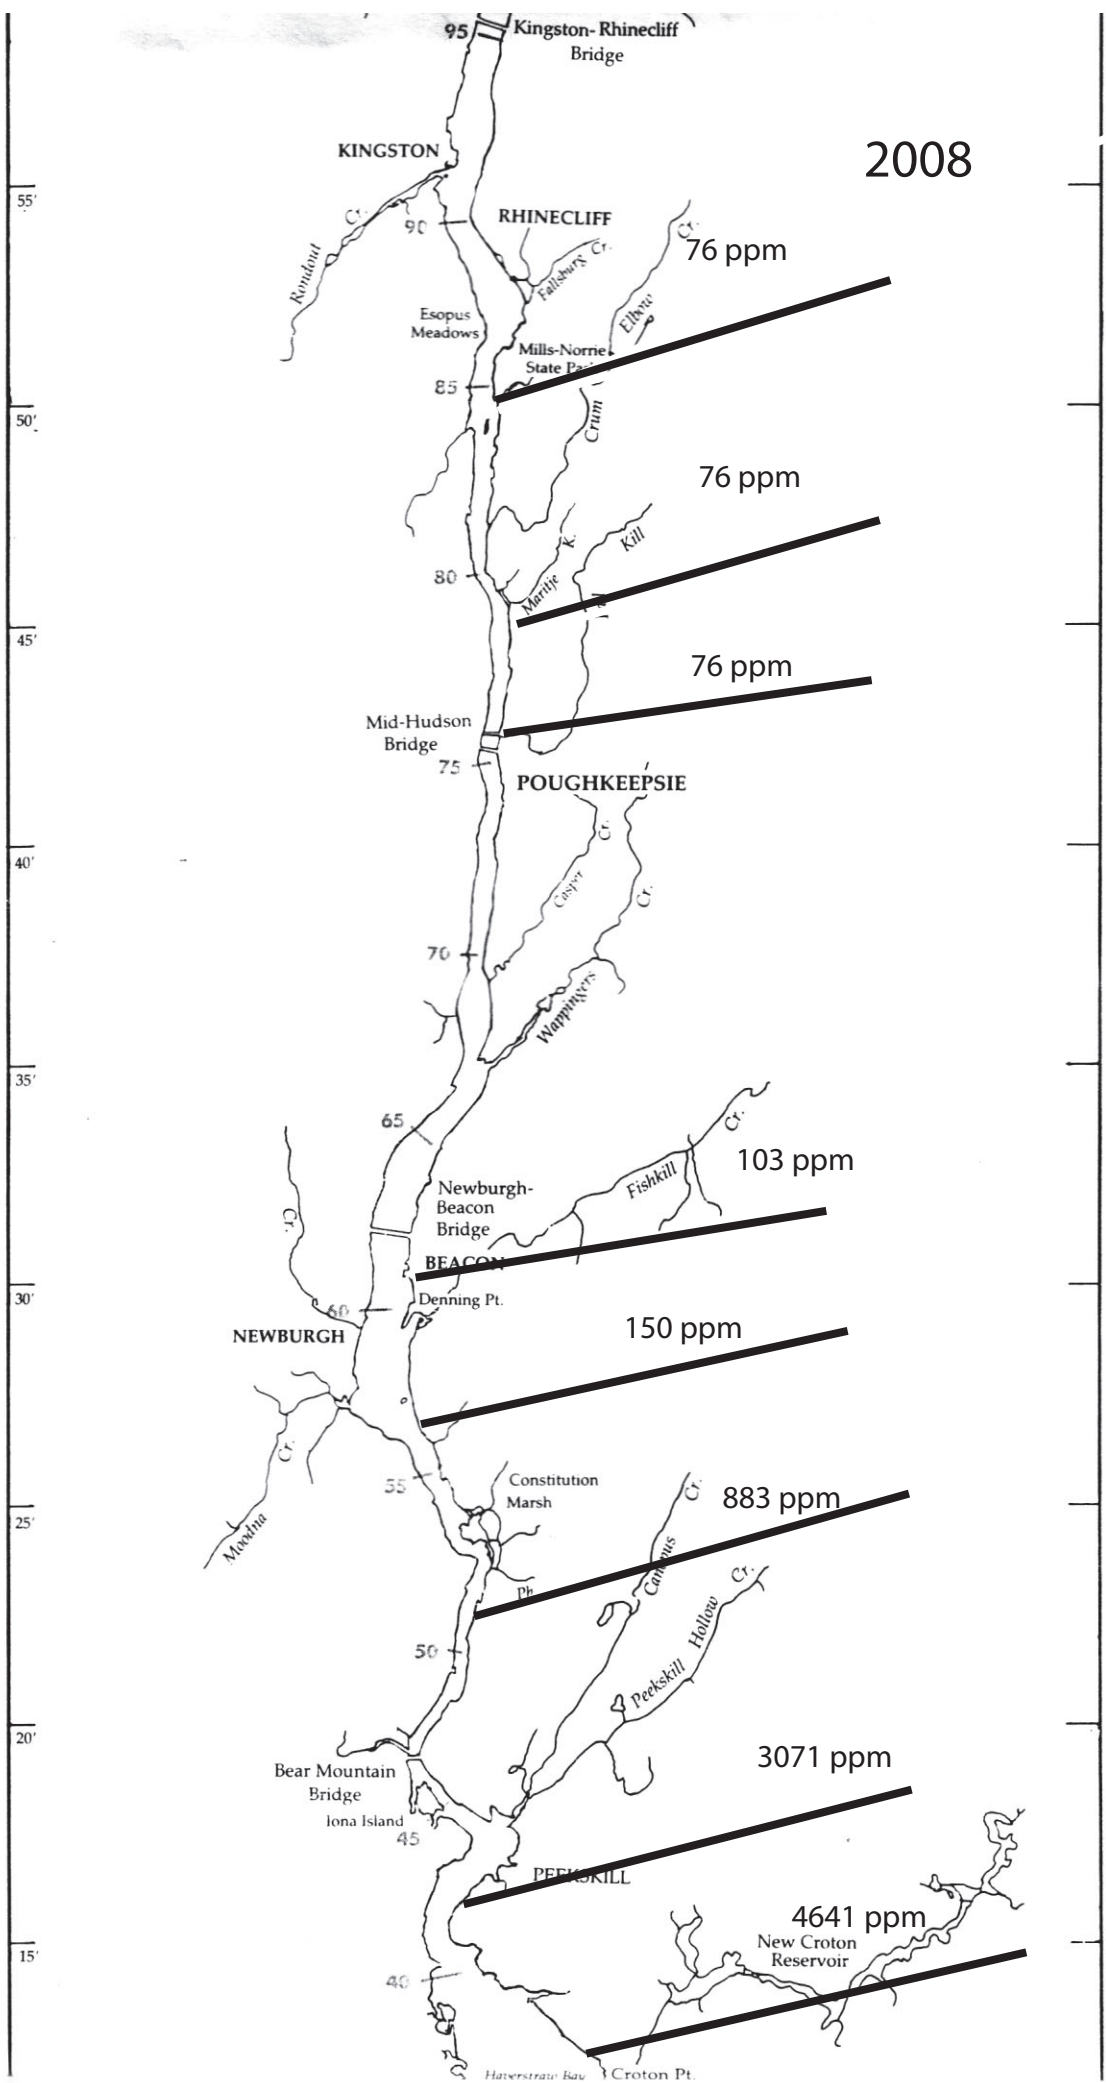 95
Kingston-Rhinecliff
Bridge
KINGSTON
2008
55'
Cr.
90
RHINECLIFF
Cr.
76 ppm
Rondout
Fallsburg Cr.
Esopus
Meadows
Elbow
Mills-Norrie
State Park
85
50'
Crum
76 ppm
K.
Kill
80
Maritje
45'
76 ppm
Mid-Hudson
Bridge
75
POUGHKEEPSIE
Cr.
40'
Casper
Cr.
70
Wappingers
35'
65
Cr.
103 ppm
Fishkill
Newburgh-
Beacon
Bridge
Cr.
BEACON
30'
Denning Pt.
60
NEWBURGH
150 ppm
Cr.
55
Constitution
Marsh
Cr.
883 ppm
25'
Moodna
Canopus
Cr.
Ph
Hollow
50
Peekskill
20'
3071 ppm
Bear Mountain
Bridge
Iona Island
45
PEEKSKILL
4641 ppm
New Croton
Reservoir
15'
40
Haverstraw Bay
Croton Pt.